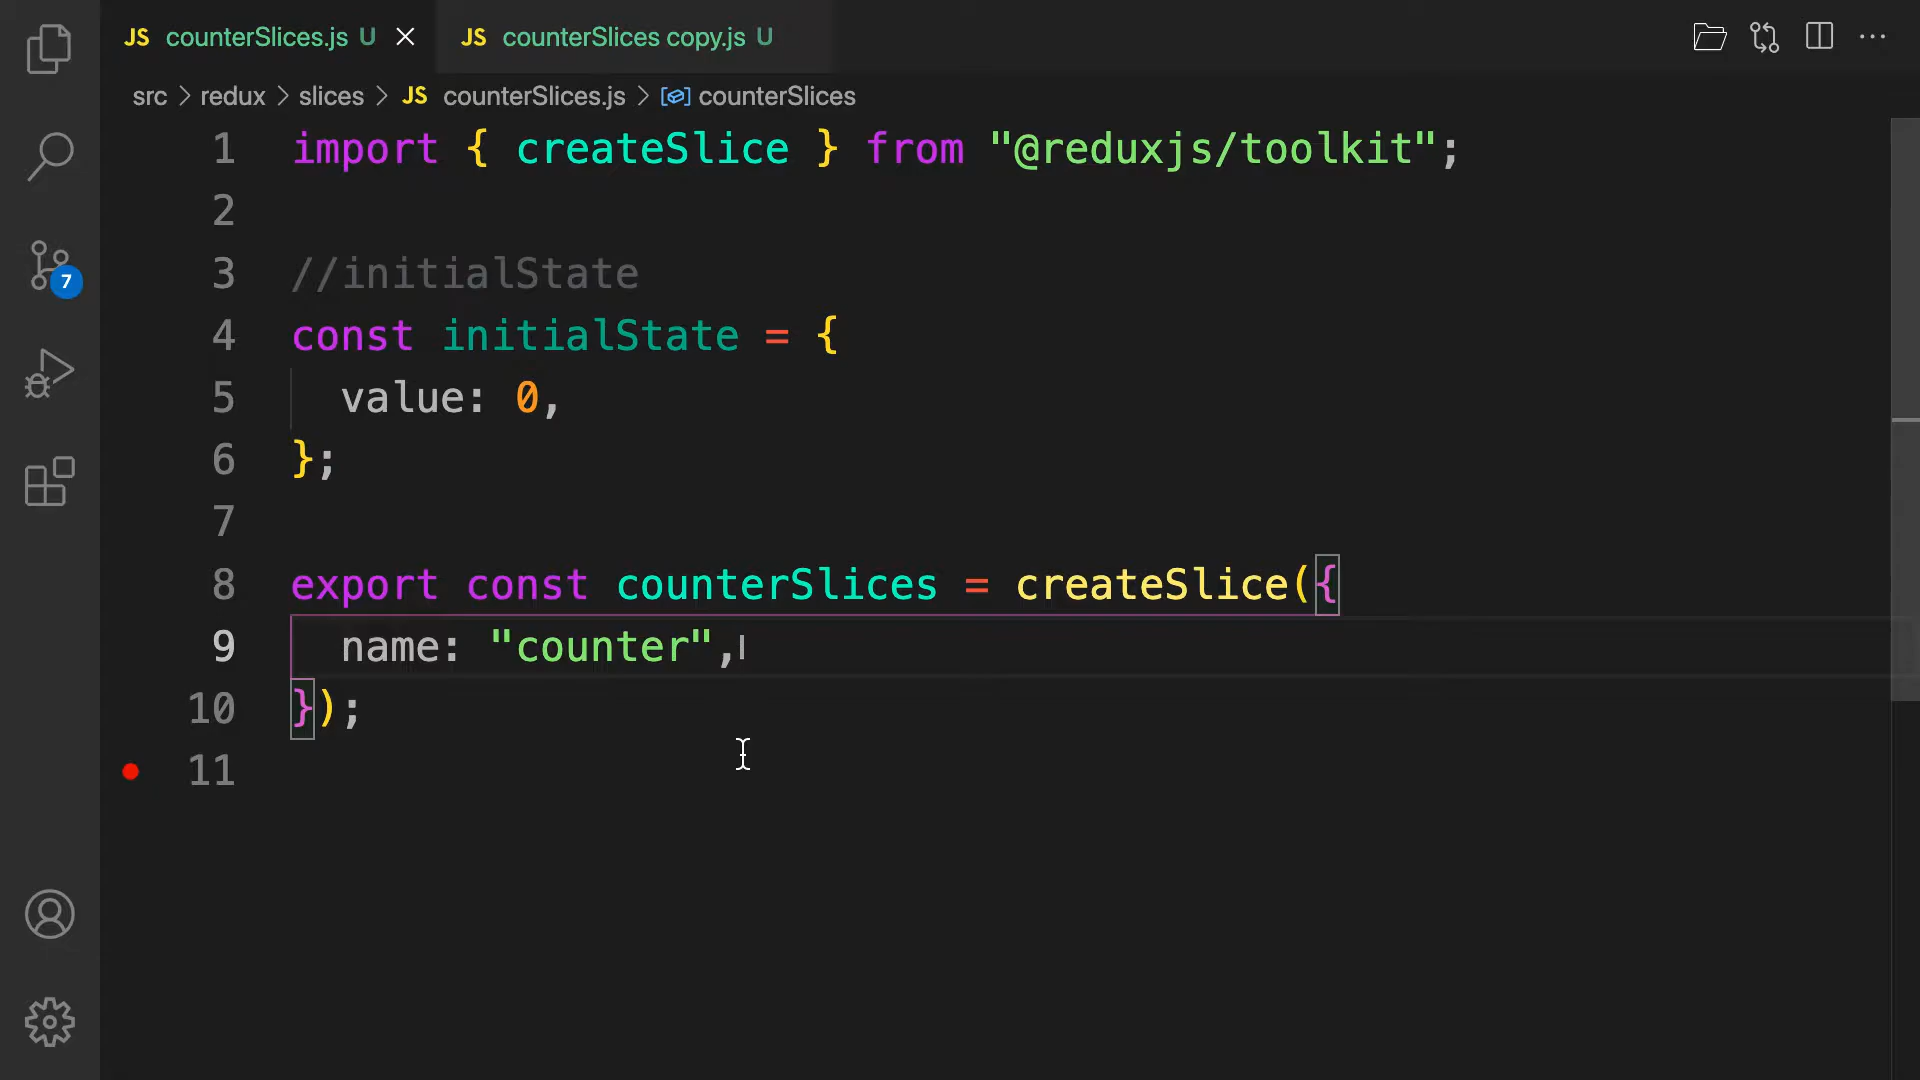 JS counterSlices.js U
JS counterSlices copy.js U
src > redux > slices > JS counterSlices.js > counterSlices
1 import { createSlice } from "@reduxjs/toolkit";
2
3 //initialState
4 const initialState = {
5   value: 0,
6 };
7
8 export const counterSlices = createSlice({
9   name: "counter",
10 });
11
7